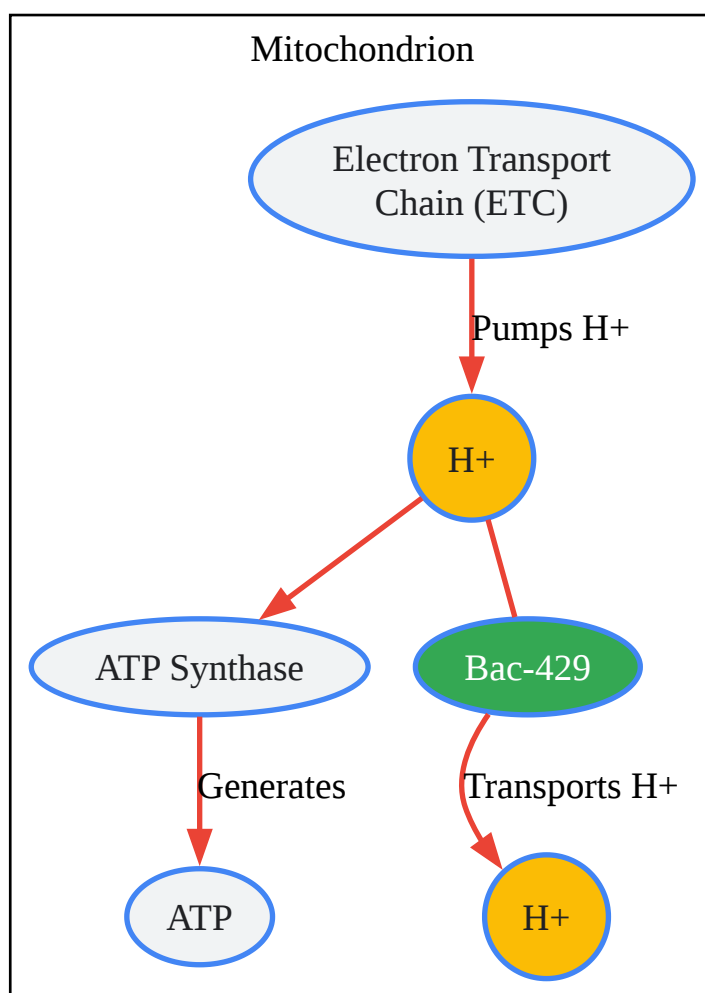 Mitochondrion
Electron Transport
Chain (ETC)
Pumps H+
H+
ATP Synthase
Bac-429
Generates
Transports H+
ATP
H+